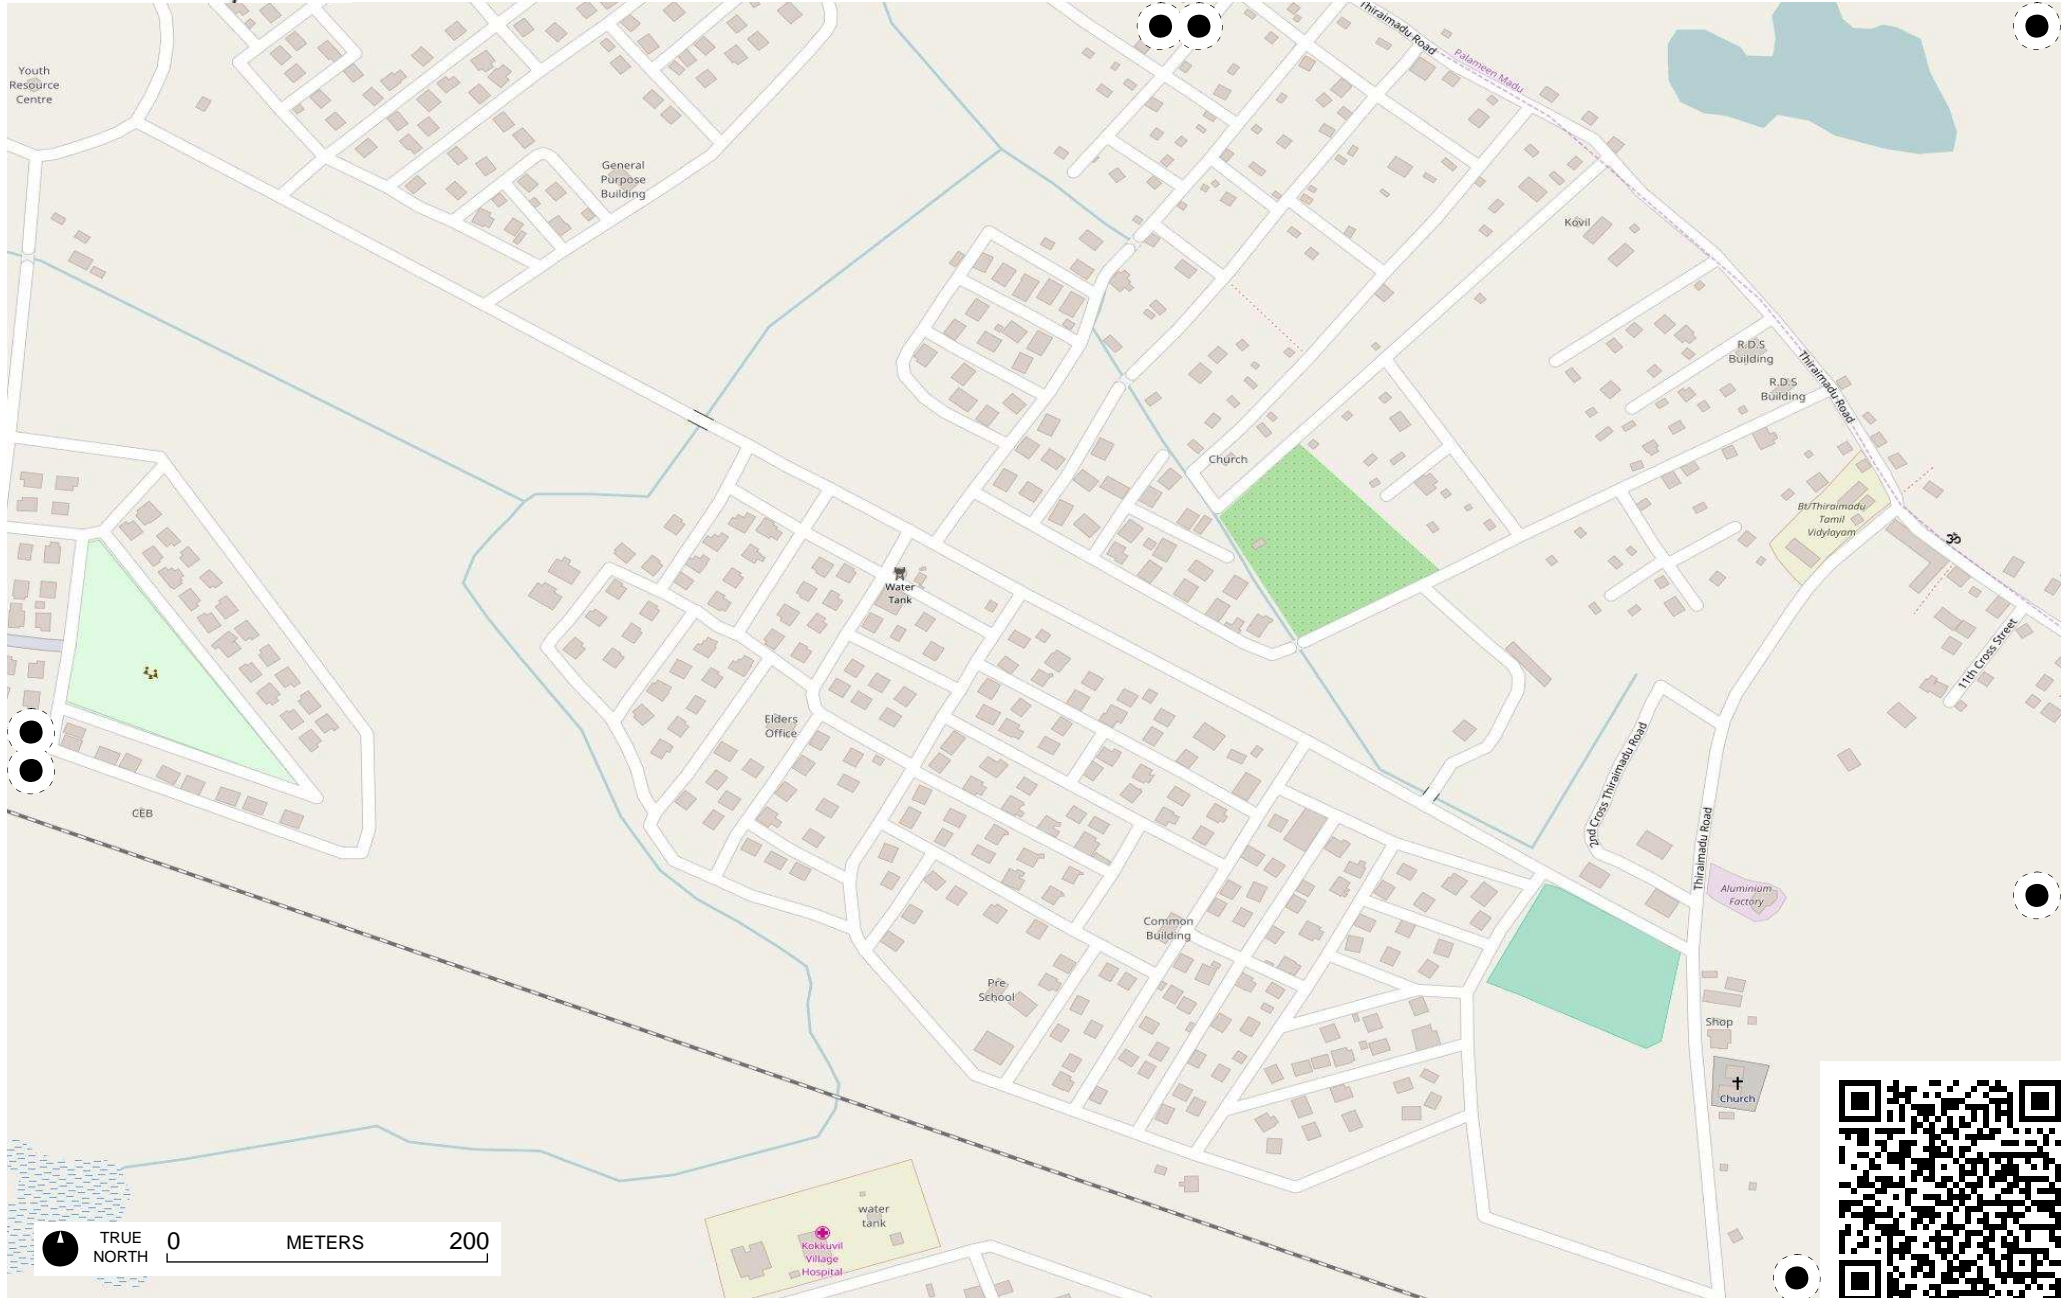 Thiraimadu Road
Palameen Madu
Youth
Resource
Centre
General
Purpose
Building
Kovil
R.D.S
Building
R.D.S
Building
Thiraimadu Road
Church
Bt/Thiraimadu
Tamil
Vidylayam
Water
Tank
11th Cross Street
Elders
Office
2nd Cross Thiraimadu Road
CEB
Thiraimadu Road
Aluminium
Factory
Common
Building
Pre
School
Shop
Church
water
tank
Kokkuvil
Village
Hospital
TRUE
NORTH
0 METERS 200